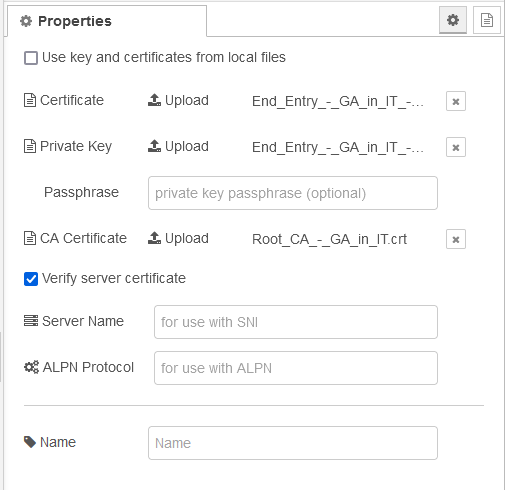 Properties
Use key and certificates from local files
Certificate Upload End_Entry_-_GA_in_IT_-...
Private Key Upload End_Entry_-_GA_in_IT_-...
Passphrase private key passphrase (optional)
CA Certificate Upload Root_CA_-_GA_in_IT.crt
Verify server certificate
Server Name for use with SNI
ALPN Protocol for use with ALPN
Name Name